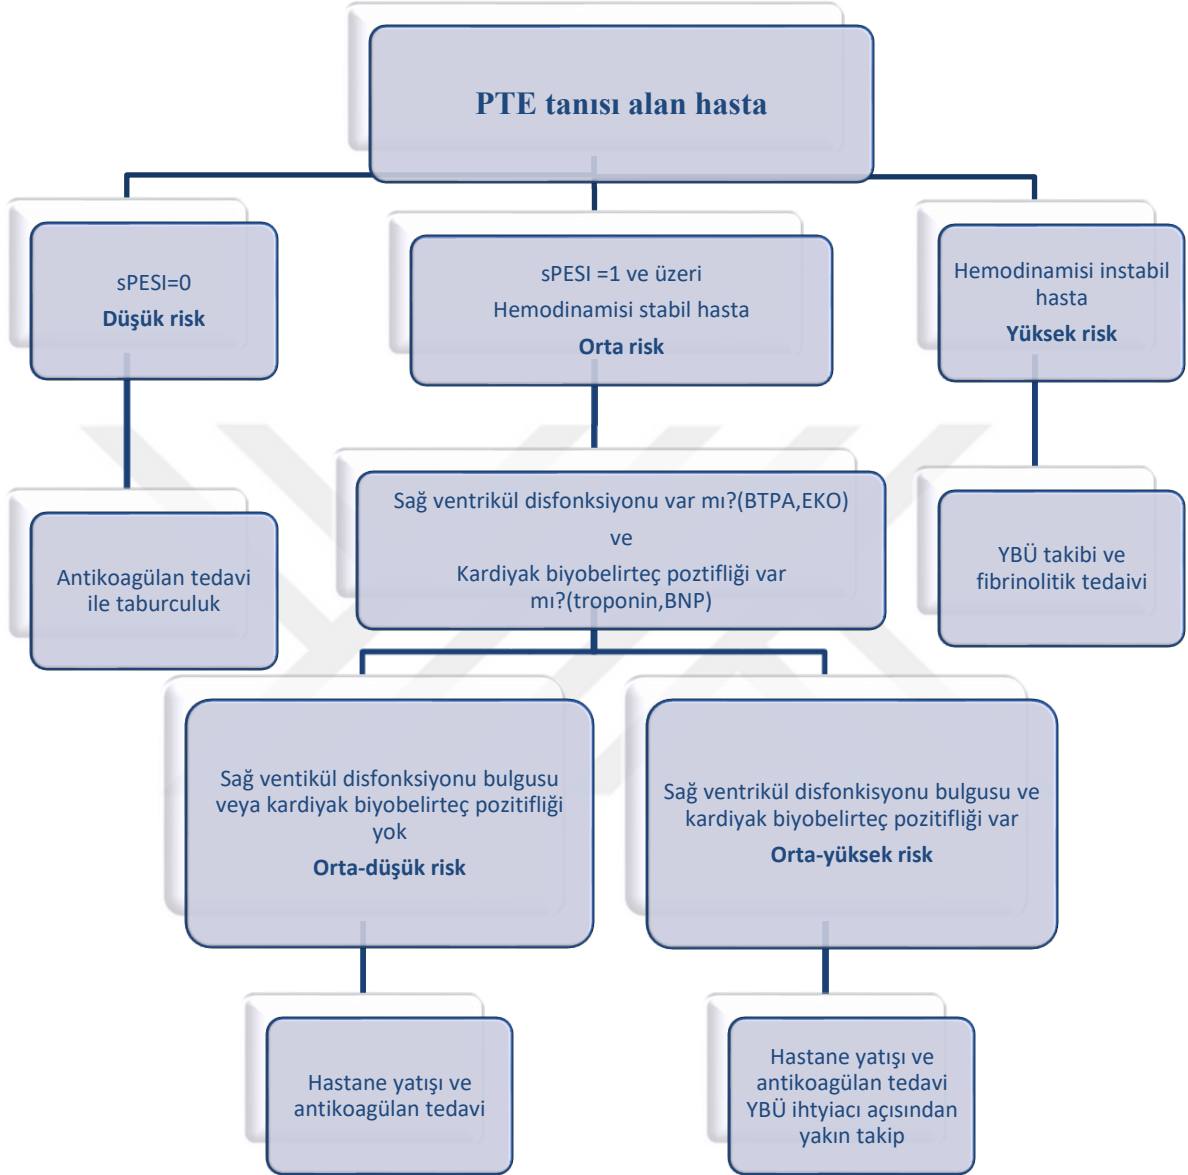 PTE tanısı alan hasta
sPESI=0
Düşük risk
sPESI =1 ve üzeri
Hemodinamisi stabil hasta
Orta risk
Hemodinamisi instabil
hasta
Yüksek risk
Antikoagülan tedavi
ile taburculuk
Sağ ventrikül disfonksiyonu var mı?(BTPA,EKO)
ve
Kardiyak biyobelirteç poztifliği var
mı?(troponin,BNP)
YBÜ takibi ve
fibrinolitik tedaivi
Sağ ventikül disfonksiyonu bulgusu
veya kardiyak biyobelirteç pozitifliği
yok
Orta-düşük risk
Sağ ventrikül disfonkisyonu bulgusu ve
kardiyak biyobelirteç pozitifliği var
Orta-yüksek risk
Hastane yatışı ve
antikoagülan tedavi
Hastane yatışı ve
antikoagülan tedavi
YBÜ ihtyiacı açısından
yakın takip